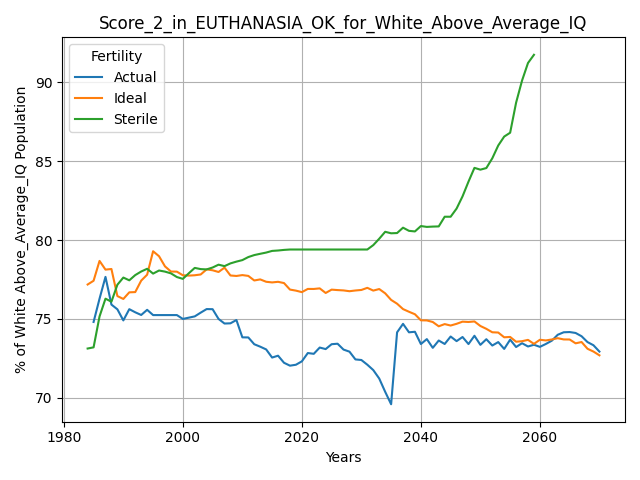 Score_2_in_EUTHANASIA_OK_for_White_Above_Average_IQ
Fertility
Actual
Ideal
Sterile
% of White Above_Average_IQ Population
90
85
80
75
70
1980
2000
2020
2040
2060
Years